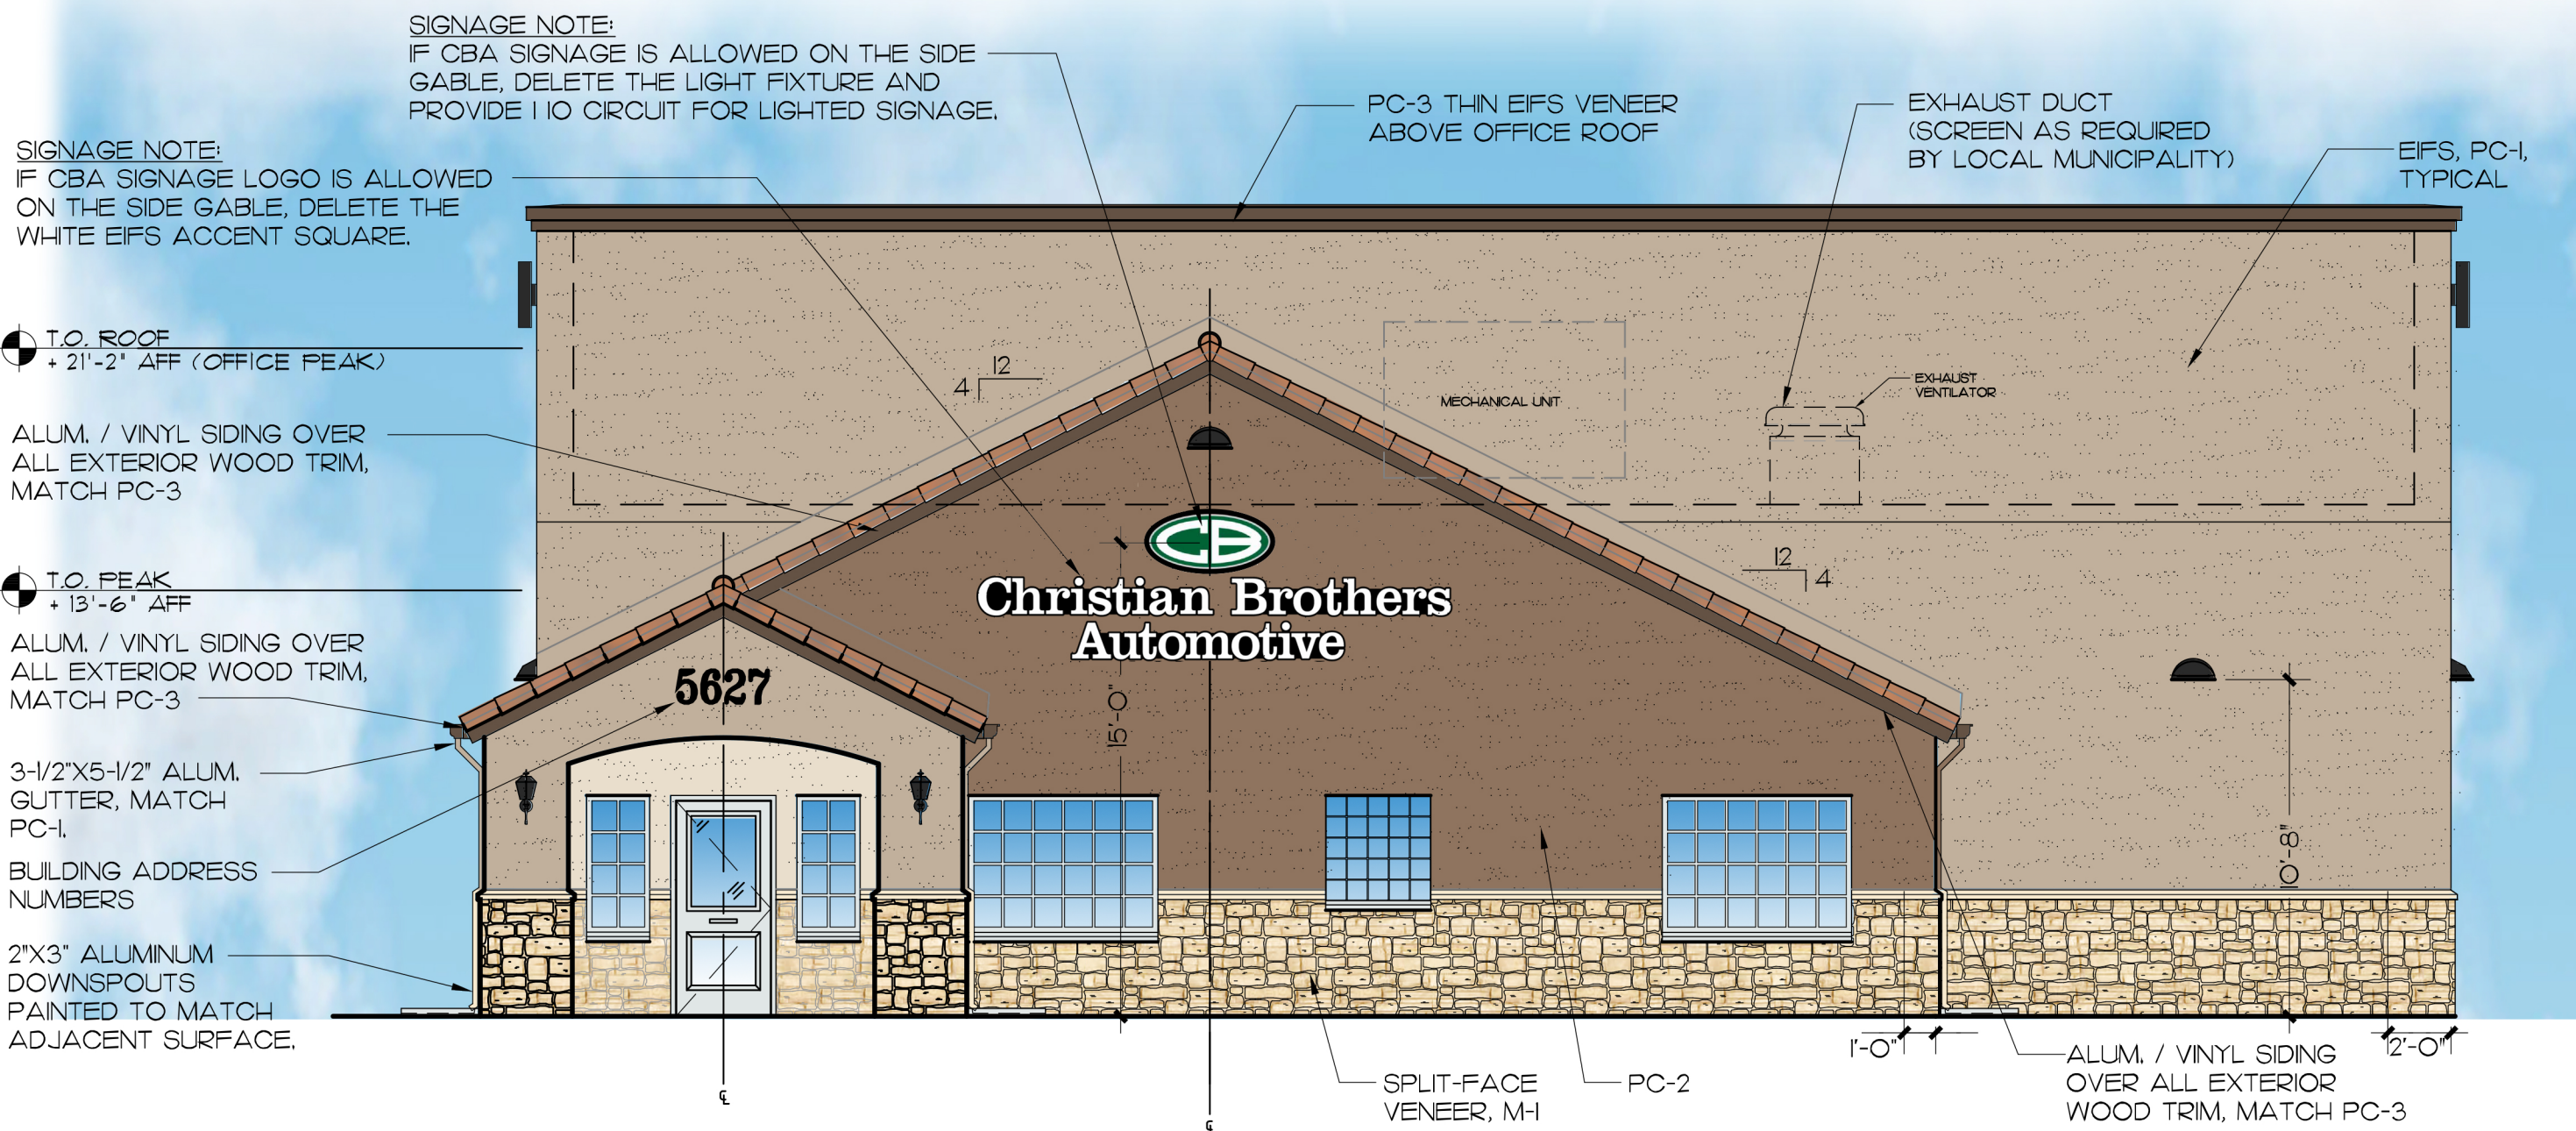 SIGNAGE NOTE:
IF CBA SIGNAGE IS ALLOWED ON THE SIDE
GABLE, DELETE THE LIGHT FIXTURE AND
PROVIDE 110 CIRCUIT FOR LIGHTED SIGNAGE.
SIGNAGE NOTE:
IF CBA SIGNAGE LOGO IS ALLOWED
ON THE SIDE GABLE, DELETE THE
WHITE EIFS ACCENT SQUARE.
PC-3 THIN EIFS VENEER
ABOVE OFFICE ROOF
EXHAUST DUCT
(SCREEN AS REQUIRED
BY LOCAL MUNICIPALITY)
EIFS, PC-1,
TYPICAL
T.O. ROOF
+ 21'-2" AFF (OFFICE PEAK)
12
4
MECHANICAL UNIT
EXHAUST
VENTILATOR
ALUM. / VINYL SIDING OVER
ALL EXTERIOR WOOD TRIM,
MATCH PC-3
T.O. PEAK
+ 13'-6" AFF
CB
Christian Brothers
Automotive
12
4
ALUM. / VINYL SIDING OVER
ALL EXTERIOR WOOD TRIM,
MATCH PC-3
5627
15'-0"
3-1/2"X5-1/2" ALUM.
GUTTER, MATCH
PC-1.
BUILDING ADDRESS
NUMBERS
10'-8"
2"X3" ALUMINUM
DOWNSPOUTS
PAINTED TO MATCH
ADJACENT SURFACE.
1'-0"
2'-0"
SPLIT-FACE
VENEER, M-1
PC-2
ALUM. / VINYL SIDING
OVER ALL EXTERIOR
WOOD TRIM, MATCH PC-3
℄
℄